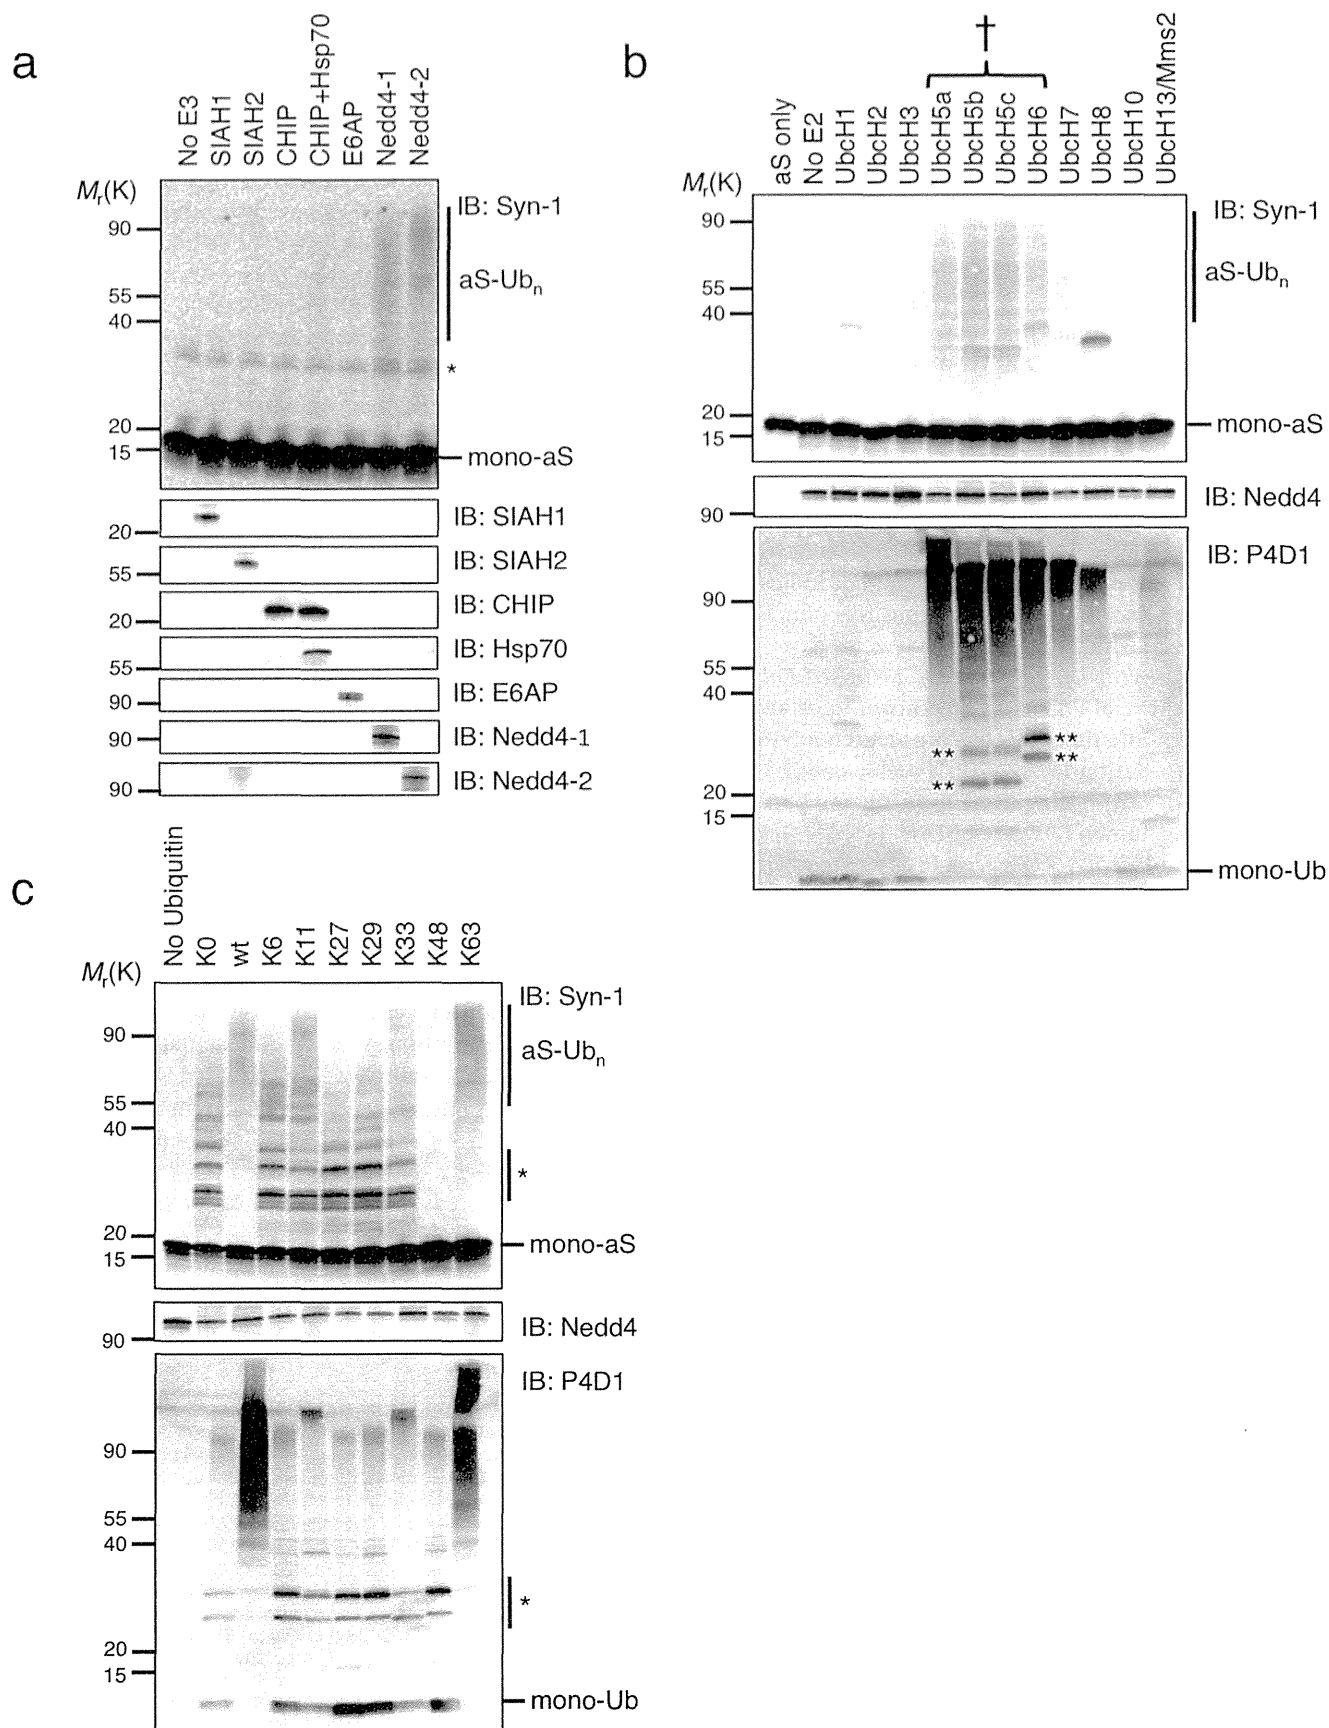 a
No E3
SIAH1
SIAH2
CHIP
CHIP+Hsp70
E6AP
Nedd4-1
Nedd4-2
Mr(K)
90
55
40
20
15
IB: Syn-1
aS-Ubn
*
mono-aS
20
IB: SIAH1
55
IB: SIAH2
20
IB: CHIP
55
IB: Hsp70
90
IB: E6AP
90
IB: Nedd4-1
90
IB: Nedd4-2
b
†
aS only
No E2
UbcH1
UbcH2
UbcH3
UbcH5a
UbcH5b
UbcH5c
UbcH6
UbcH7
UbcH8
UbcH10
UbcH13/Mms2
Mr(K)
90
55
40
20
15
IB: Syn-1
aS-Ubn
mono-aS
90
IB: Nedd4
IB: P4D1
90
55
40
** **
** **
20
15
mono-Ub
c
No Ubiquitin
K0
wt
K6
K11
K27
K29
K33
K48
K63
Mr(K)
90
55
40
20
15
IB: Syn-1
aS-Ubn
*
mono-aS
90
IB: Nedd4
IB: P4D1
90
55
40
*
20
15
mono-Ub